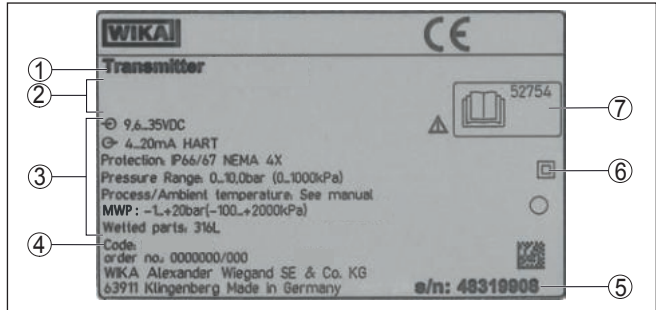 WIKA
CE
Transmitter
52754
9,6...35VDC
4...20mA HART
Protection: IP66/67 NEMA 4X
Pressure Range: 0...10,0bar (0...1000kPa)
Process/Ambient temperature: See manual
MWP: -1...+20bar(-100...+2000kPa)
Wetted parts: 316L
Code:
order no.: 0000000/000
WIKA Alexander Wiegand SE & Co. KG
63911 Klingenberg Made in Germany
s/n: 48319908
1
2
3
4
5
6
7